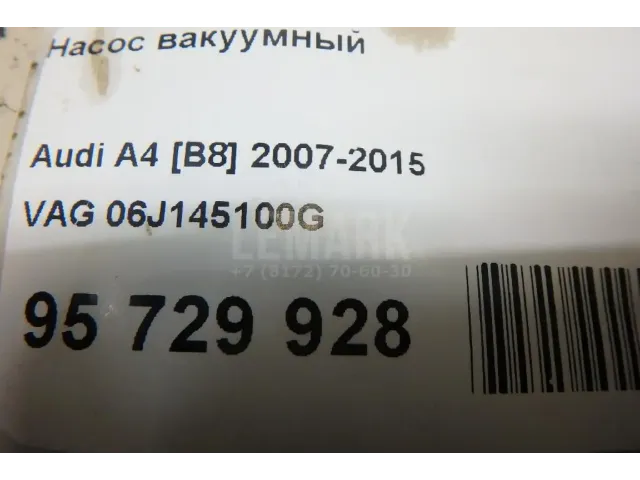 Насос вакуумный
Audi A4 [B8] 2007-2015
VAG 06J145100G
LEMARK
+7 (8172) 70-60-30
95 729 928